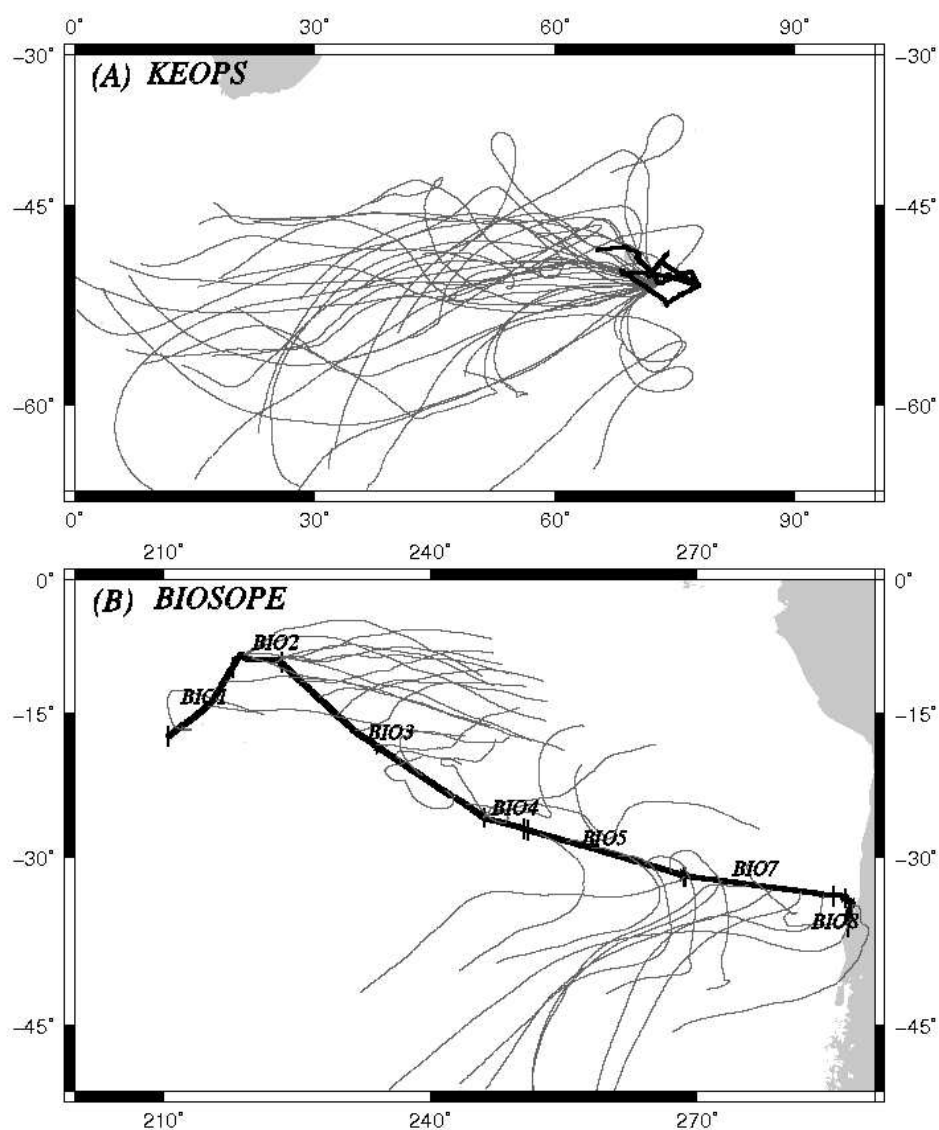 0° 30° 60° 90°
−30° −30°
(A) KEOPS
−45° −45°
−60° −60°
0° 30° 60° 90°
210° 240° 270°
0° 0°
(B) BIOSOPE
BIO2
BIO1
−15° −15°
BIO3
BIO4
BIO5
−30° −30°
BIO7
BIO8
−45° −45°
210° 240° 270°